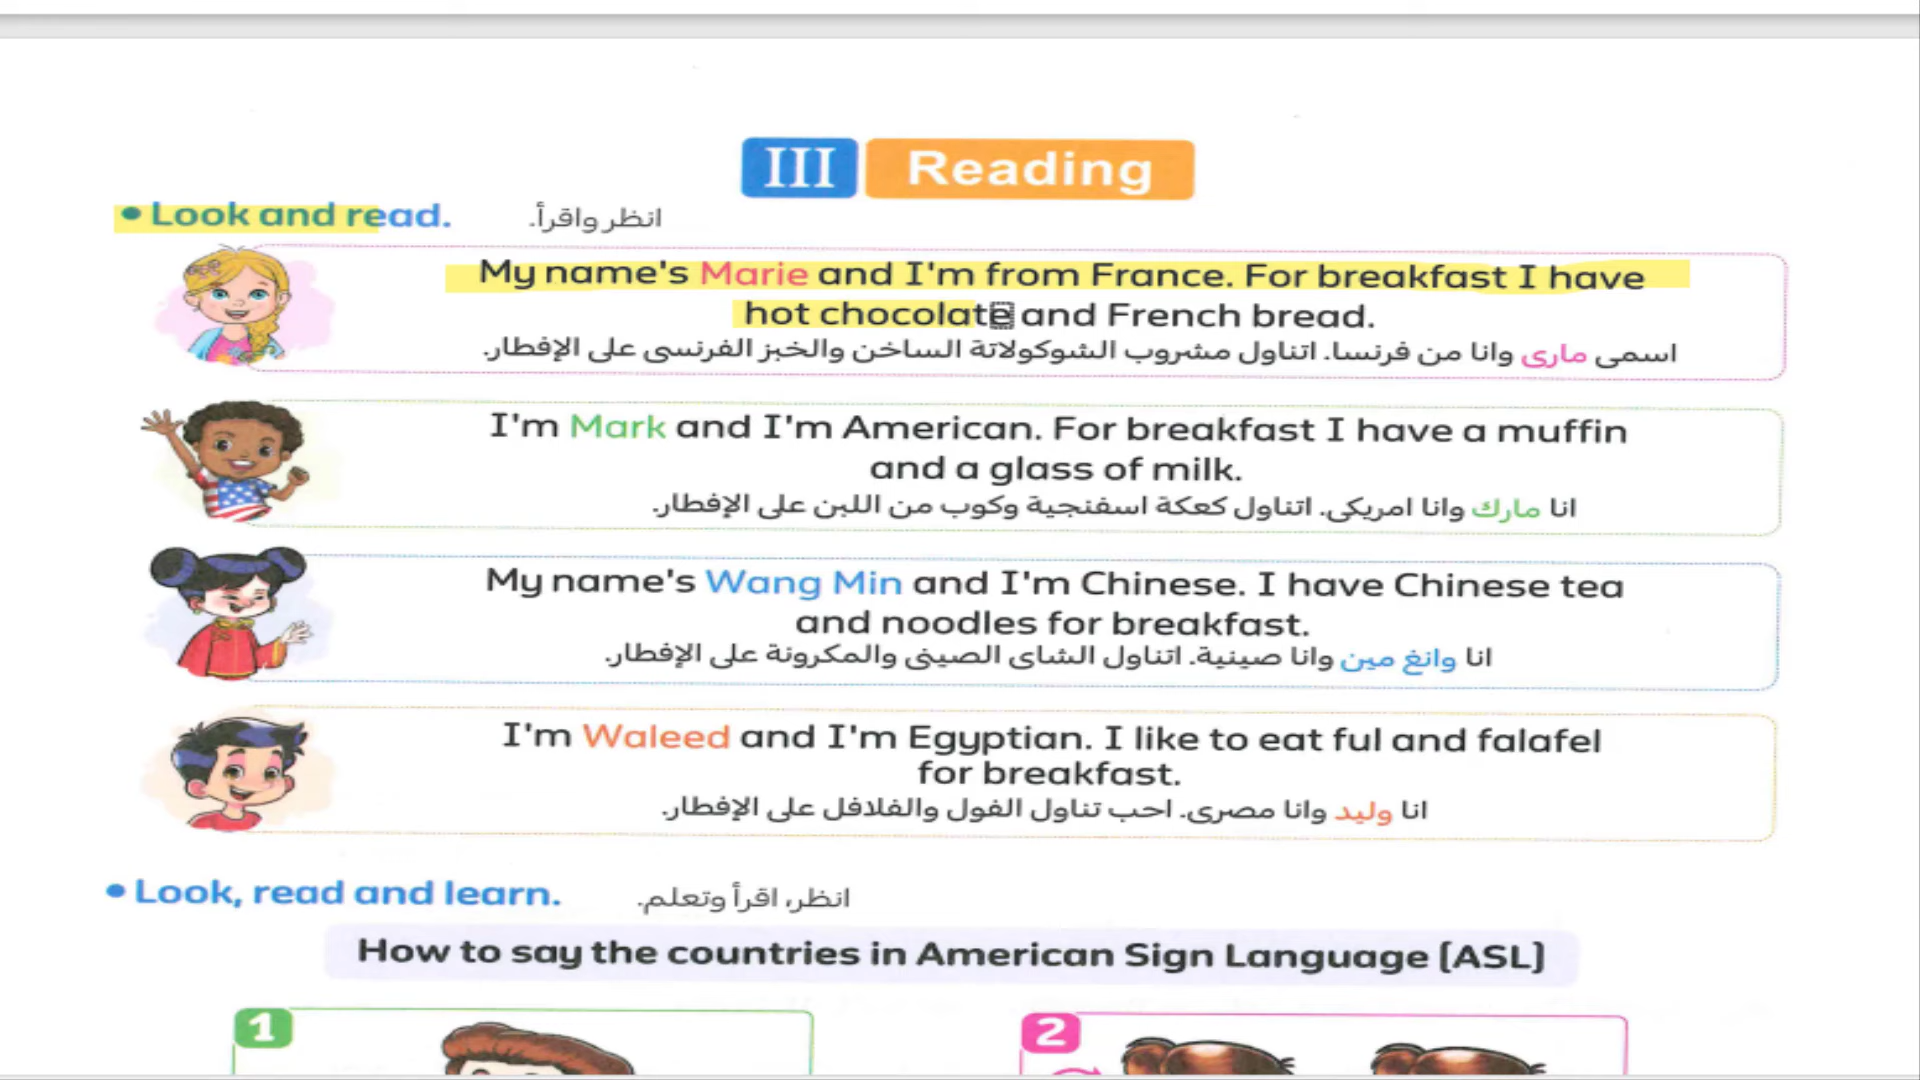 III Reading
• Look and read. انظر واقرأ.
My name's Marie and I'm from France. For breakfast I have
hot chocolate and French bread.
اسمى مارى وانا من فرنسا. اتناول مشروب الشوكولاتة الساخن والخبز الفرنسى على الإفطار.
I'm Mark and I'm American. For breakfast I have a muffin
and a glass of milk.
انا مارك وانا امريكى. اتناول كعكة اسفنجية وكوب من اللبن على الإفطار.
My name's Wang Min and I'm Chinese. I have Chinese tea
and noodles for breakfast.
انا وانغ مين وانا صينية. اتناول الشاى الصينى والمكرونة على الإفطار.
I'm Waleed and I'm Egyptian. I like to eat ful and falafel
for breakfast.
انا وليد وانا مصرى. احب تناول الفول والفلافل على الإفطار.
• Look, read and learn. انظر، اقرأ وتعلم.
How to say the countries in American Sign Language (ASL)
1
2